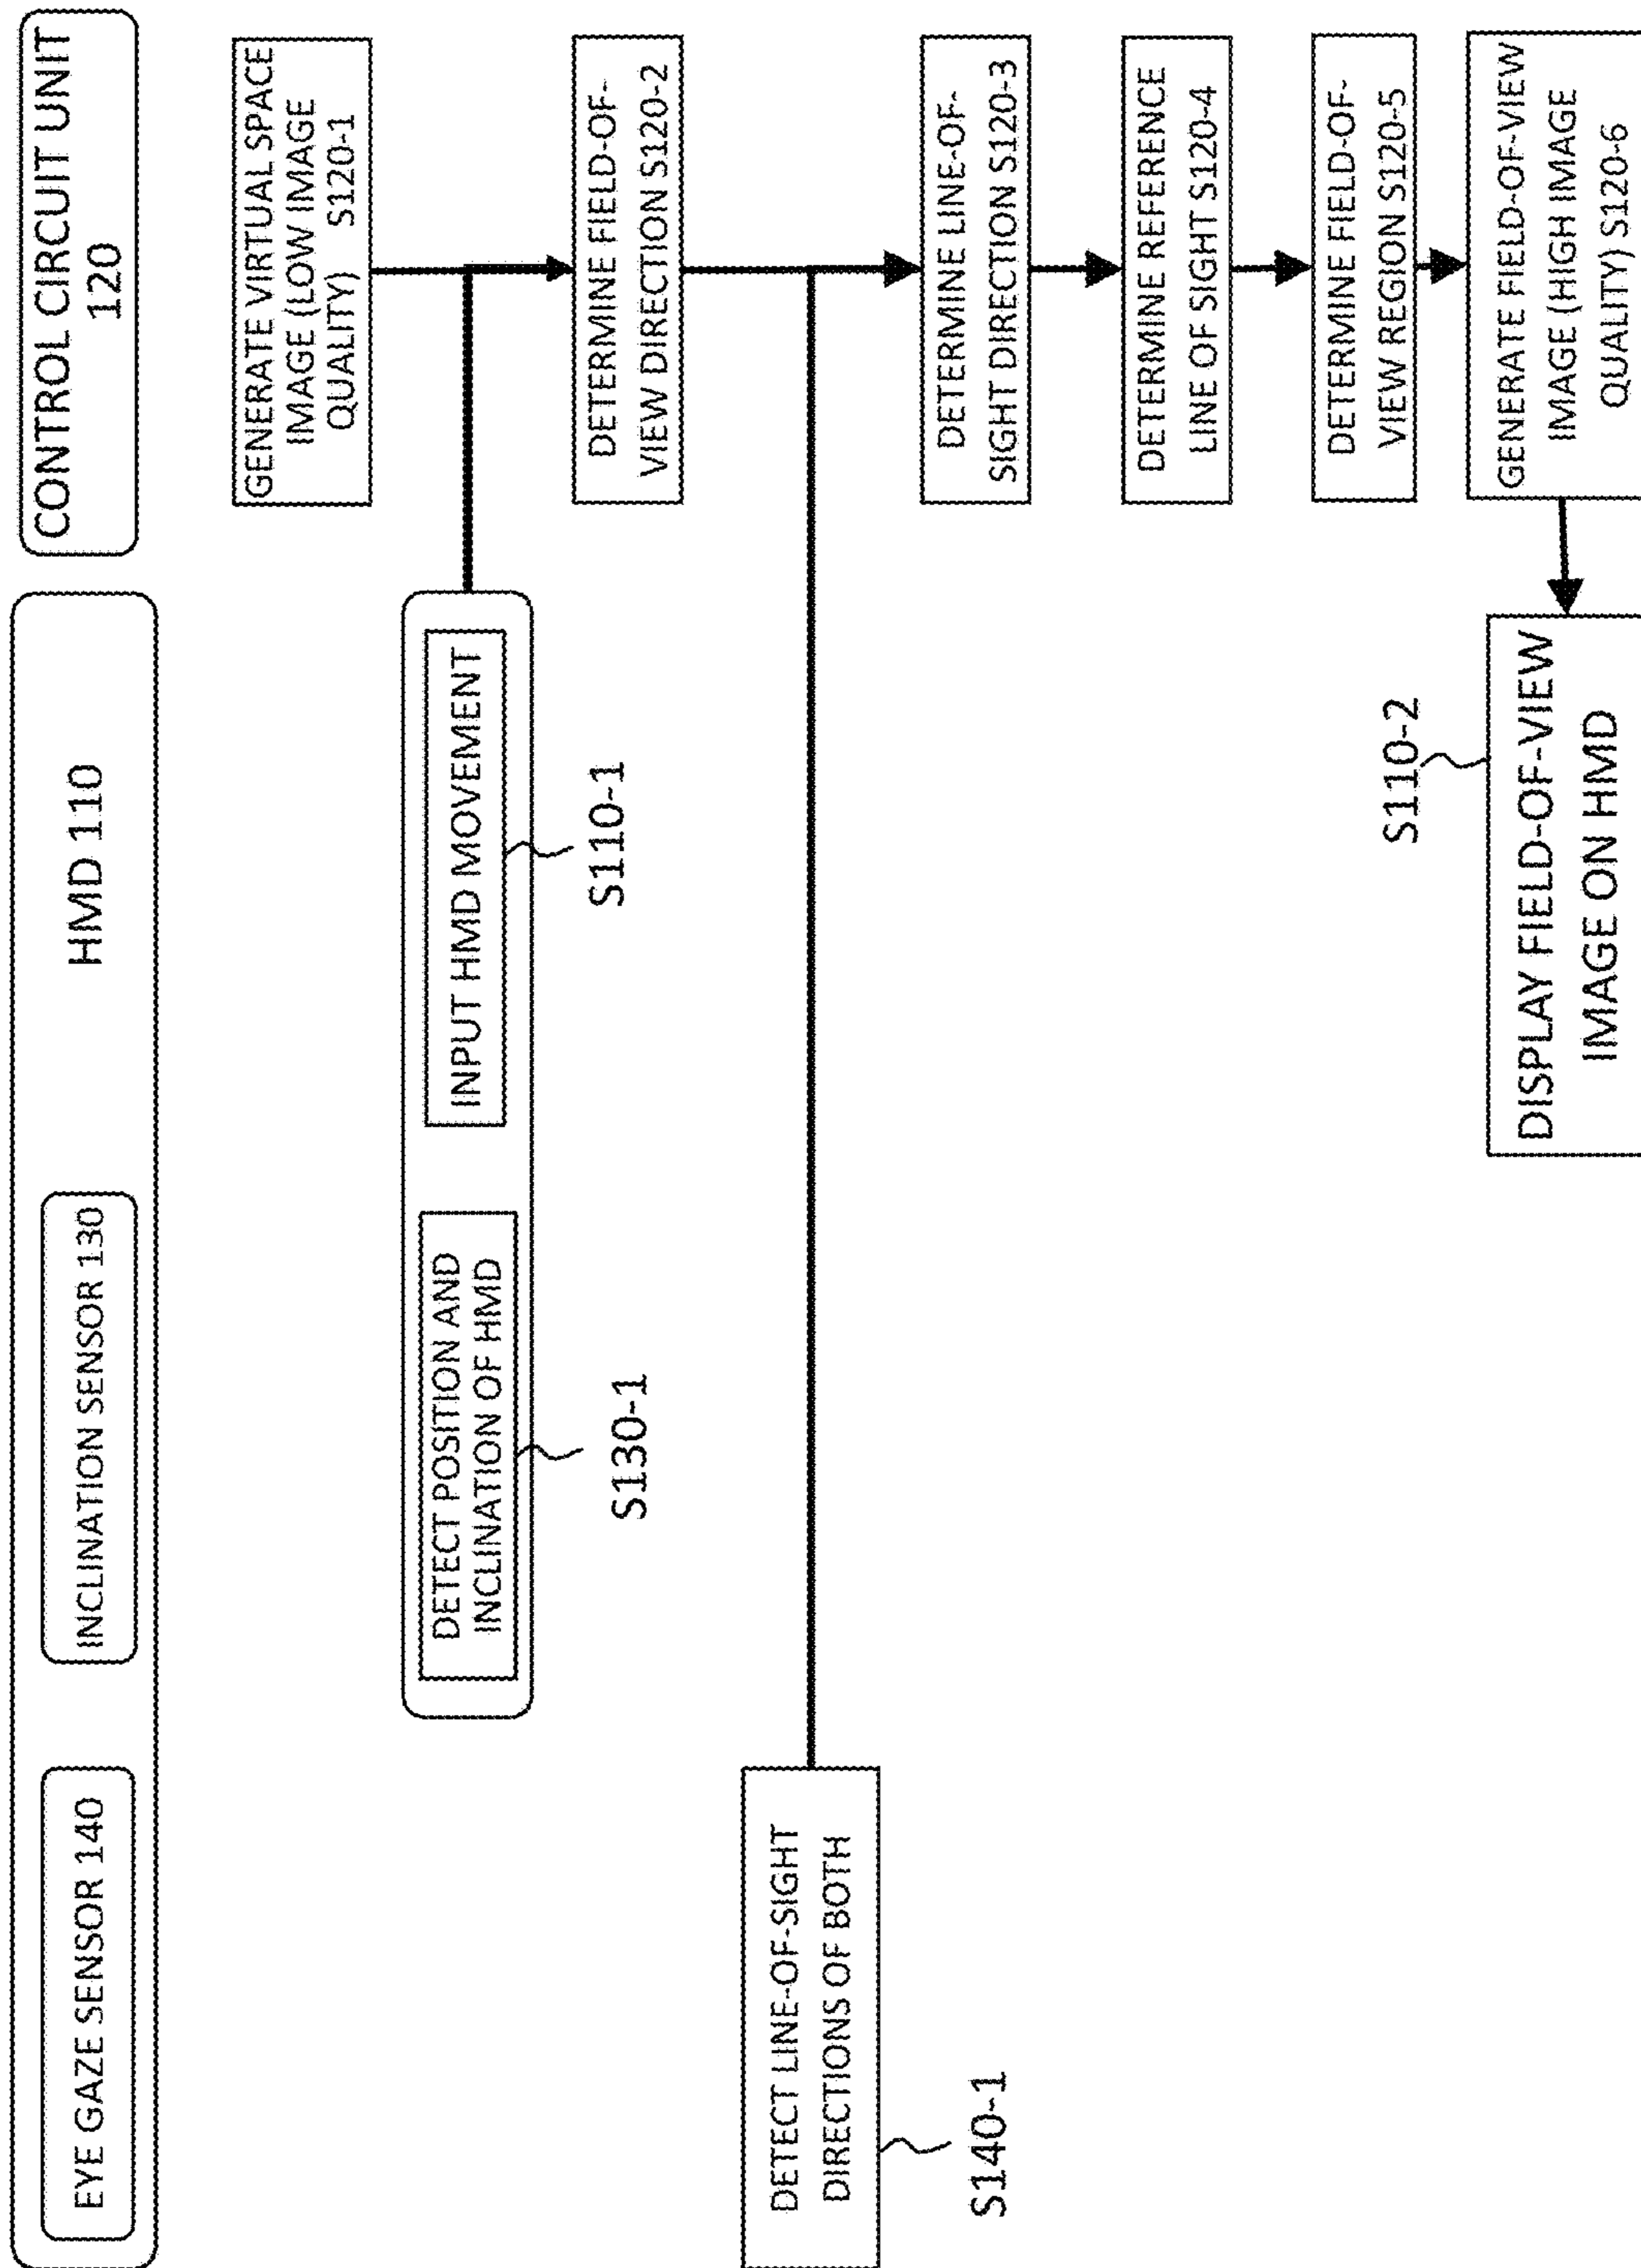 EYE GAZE SENSOR 140
INCLINATION SENSOR 130
HMD 110
CONTROL CIRCUIT UNIT
120
GENERATE VIRTUAL SPACE
IMAGE (LOW IMAGE
QUALITY) S120-1
DETECT POSITION AND
INCLINATION OF HMD
S130-1
INPUT HMD MOVEMENT
S110-1
DETERMINE FIELD-OF-
VIEW DIRECTION S120-2
DETECT LINE-OF-SIGHT
DIRECTIONS OF BOTH
S140-1
DETERMINE LINE-OF-
SIGHT DIRECTION S120-3
DETERMINE REFERENCE
LINE OF SIGHT S120-4
DETERMINE FIELD-OF-
VIEW REGION S120-5
GENERATE FIELD-OF-VIEW
IMAGE (HIGH IMAGE
QUALITY) S120-6
S110-2
DISPLAY FIELD-OF-VIEW
IMAGE ON HMD